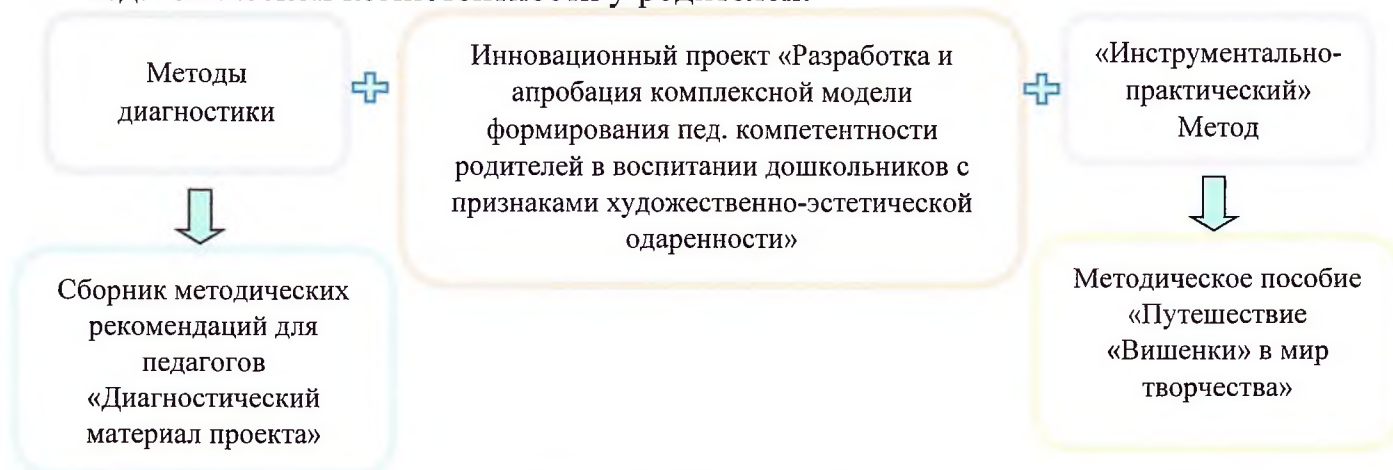 Методы
диагностики
Инновационный проект «Разработка и
апробация комплексной модели
формирования пед. компетентности
родителей в воспитании дошкольников с
признаками художественно-эстетической
одаренности»
«Инструментально-
практический»
Метод
Сборник методических
рекомендаций для
педагогов
«Диагностический
материал проекта»
Методическое пособие
«Путешествие
«Вишенки» в мир
творчества»